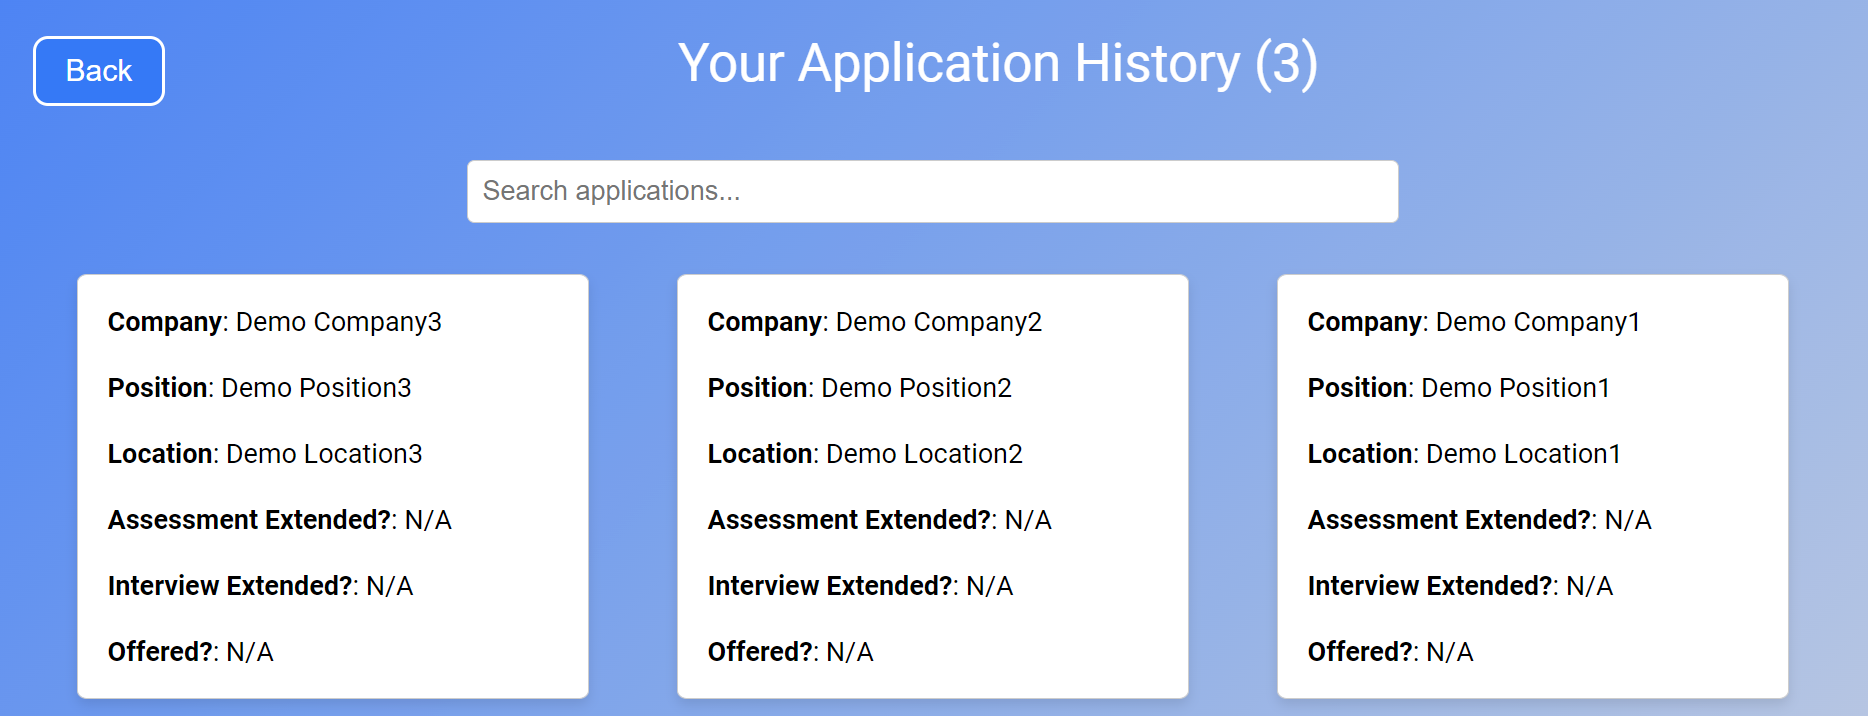 Back
Your Application History (3)
Search applications...
Company: Demo Company3
Position: Demo Position3
Location: Demo Location3
Assessment Extended?: N/A
Interview Extended?: N/A
Offered?: N/A
Company: Demo Company2
Position: Demo Position2
Location: Demo Location2
Assessment Extended?: N/A
Interview Extended?: N/A
Offered?: N/A
Company: Demo Company1
Position: Demo Position1
Location: Demo Location1
Assessment Extended?: N/A
Interview Extended?: N/A
Offered?: N/A